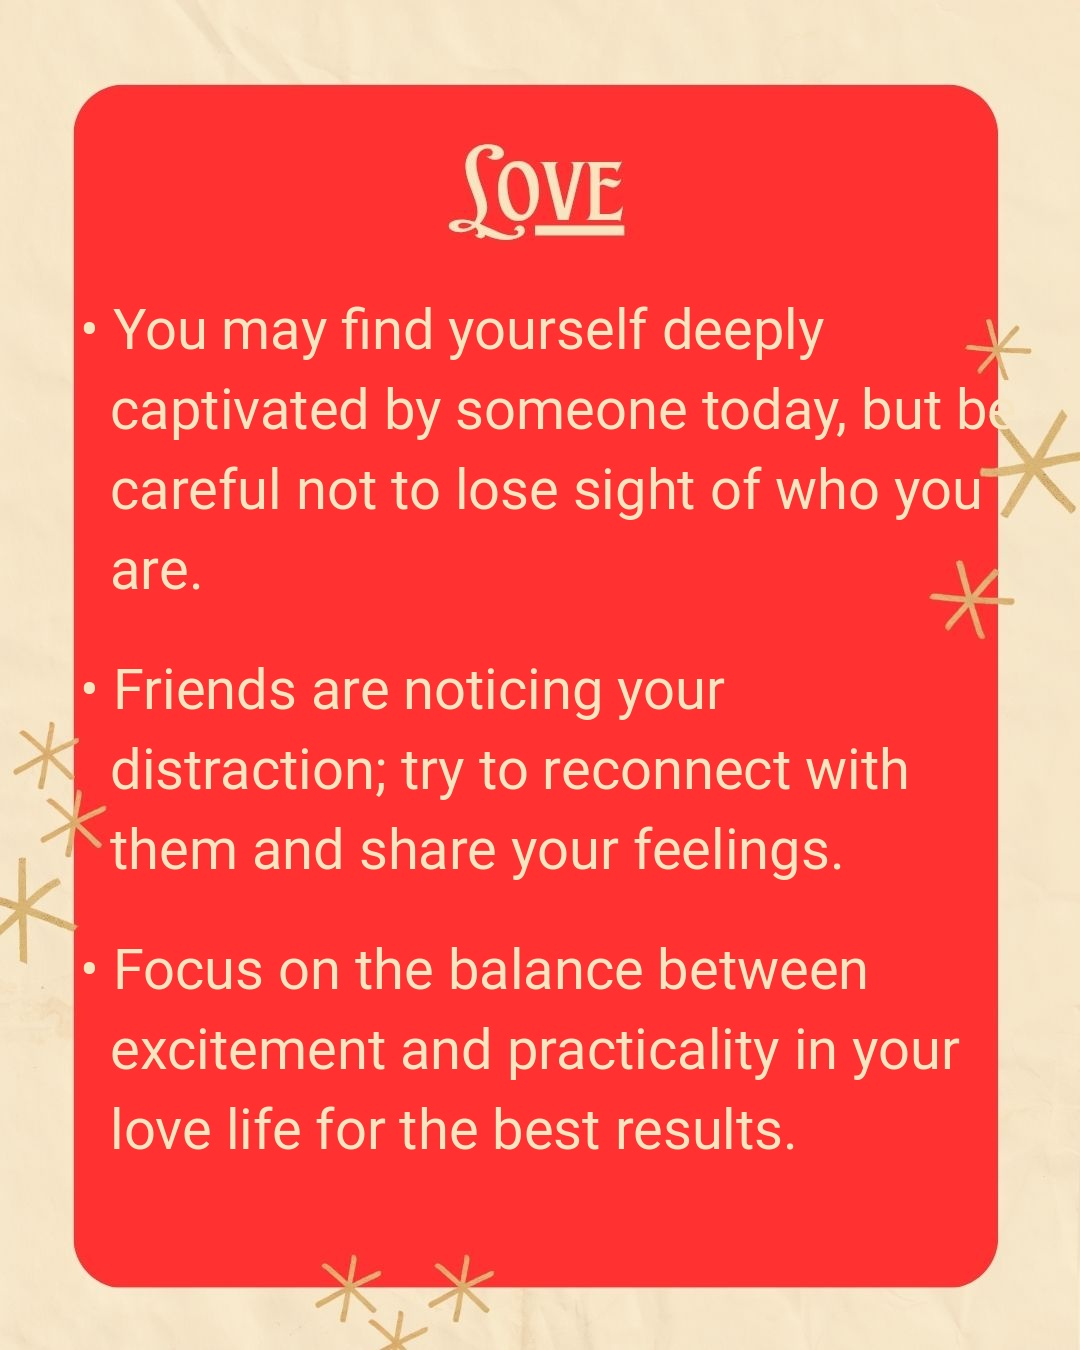 LOVE
• You may find yourself deeply
captivated by someone today, but be
careful not to lose sight of who you
are.
• Friends are noticing your
distraction; try to reconnect with
them and share your feelings.
• Focus on the balance between
excitement and practicality in your
love life for the best results.